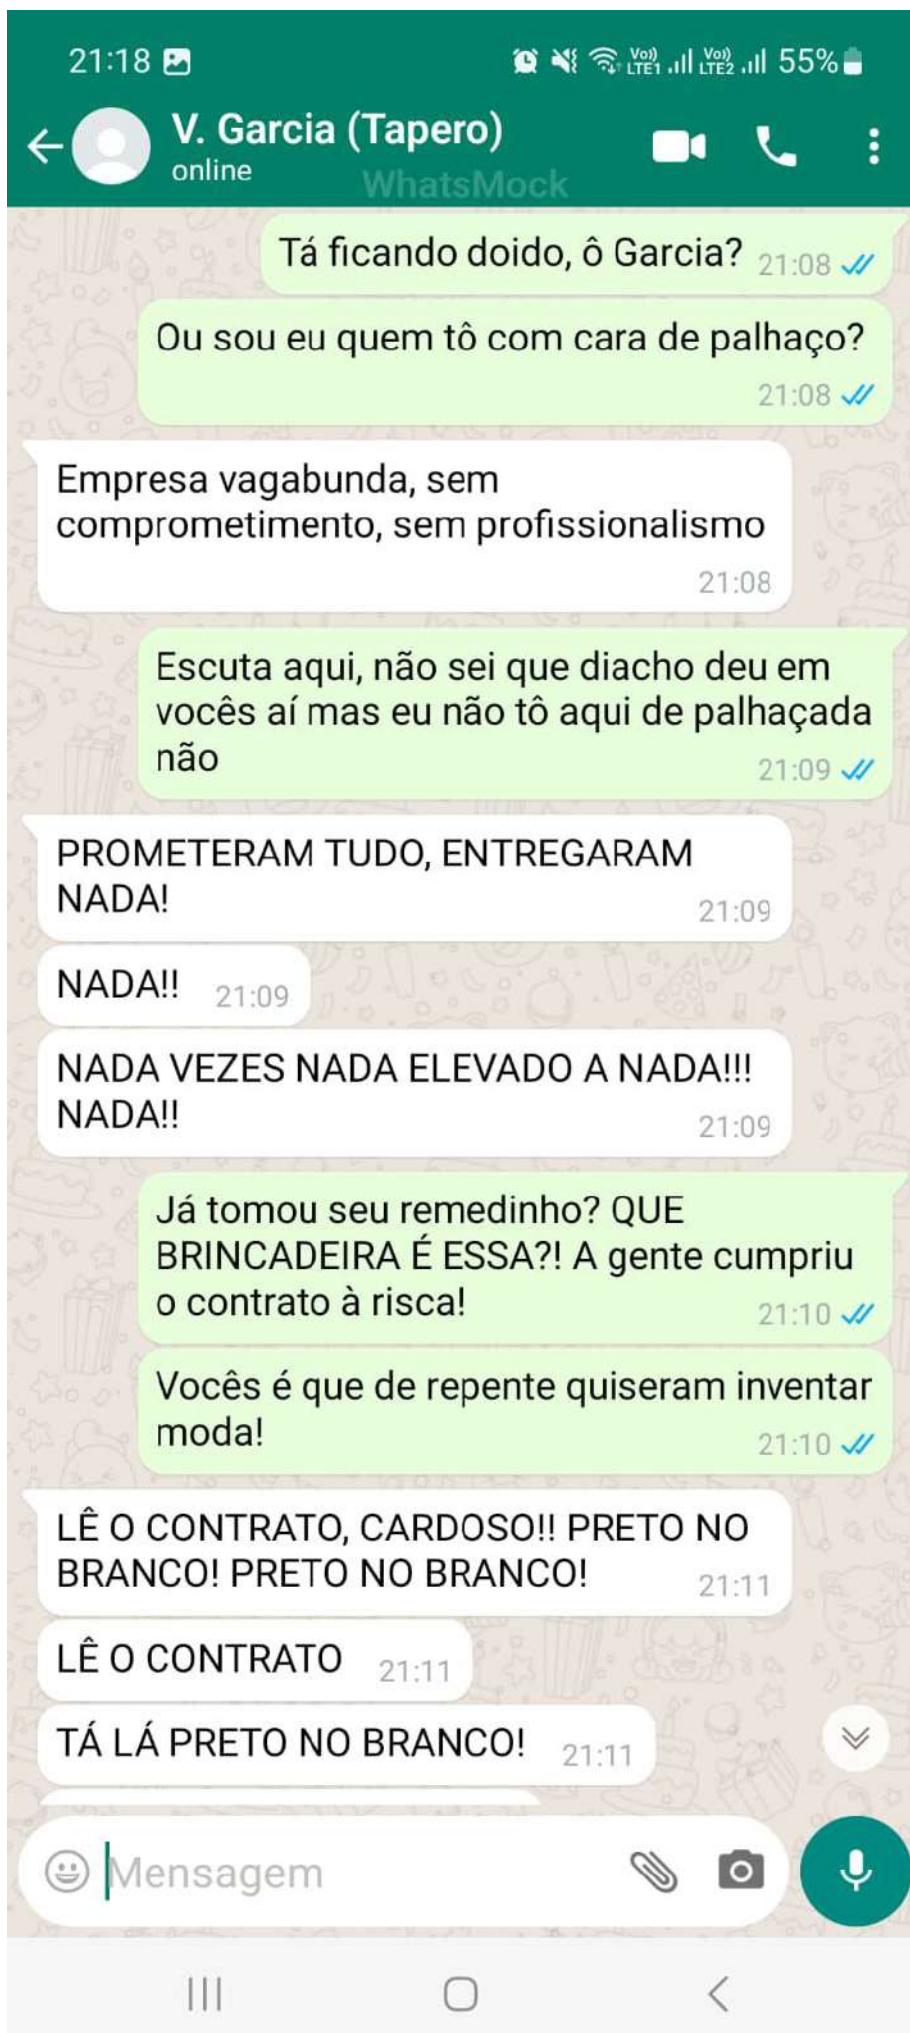 21:18
Vo)) LTE1 Vo)) LTE2 55%
V. Garcia (Tapero)
online
WhatsMock
Tá ficando doido, ô Garcia? 21:08
Ou sou eu quem tô com cara de palhaço?
21:08
Empresa vagabunda, sem
comprometimento, sem profissionalismo
21:08
Escuta aqui, não sei que diacho deu em
vocês aí mas eu não tô aqui de palhaçada
não
21:09
PROMETERAM TUDO, ENTREGARAM
NADA!
21:09
NADA!! 21:09
NADA VEZES NADA ELEVADO A NADA!!!
NADA!!
21:09
Já tomou seu remedinho? QUE
BRINCADEIRA É ESSA?! A gente cumpriu
o contrato à risca!
21:10
Vocês é que de repente quiseram inventar
moda!
21:10
LÊ O CONTRATO, CARDOSO!! PRETO NO
BRANCO! PRETO NO BRANCO!
21:11
LÊ O CONTRATO 21:11
TÁ LÁ PRETO NO BRANCO! 21:11
Mensagem